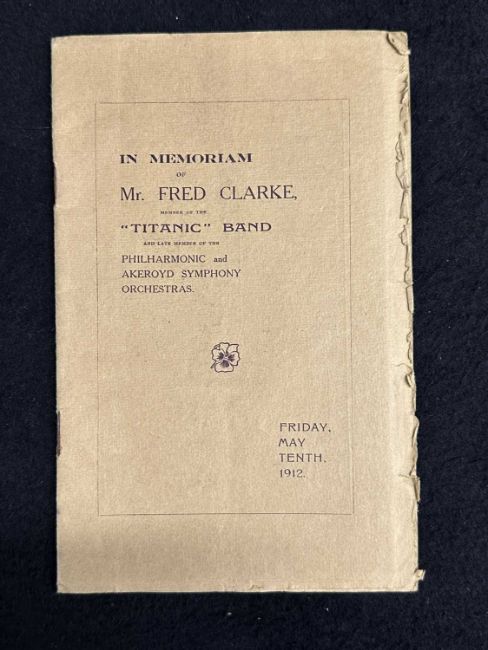 IN MEMORIAM
OF
Mr. FRED CLARKE,
MEMBER OF THE
"TITANIC" BAND
AND LATE MEMBER OF THE
PHILHARMONIC and
AKEROYD SYMPHONY
ORCHESTRAS.
FRIDAY,
MAY
TENTH,
1912.